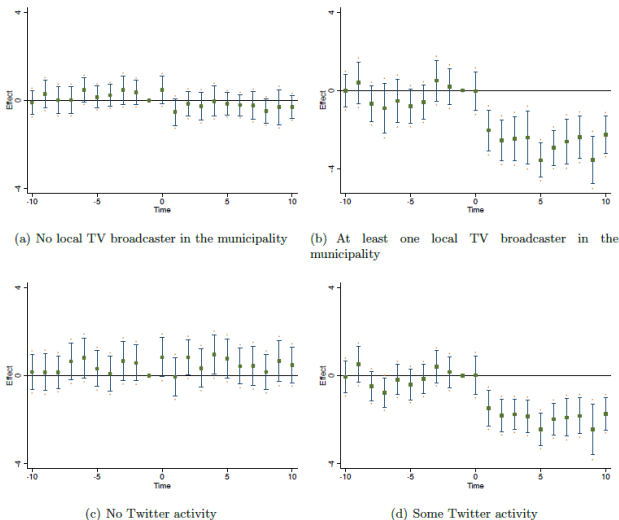 4
0
-4
Effect
-10
-5
0
5
10
Time
(a) No local TV broadcaster in the municipality
4
0
-4
Effect
-10
-5
0
5
10
Time
(b) At least one local TV broadcaster in the
municipality
4
0
-4
Effect
-10
-5
0
5
10
Time
(c) No Twitter activity
4
0
-4
Effect
-10
-5
0
5
10
Time
(d) Some Twitter activity